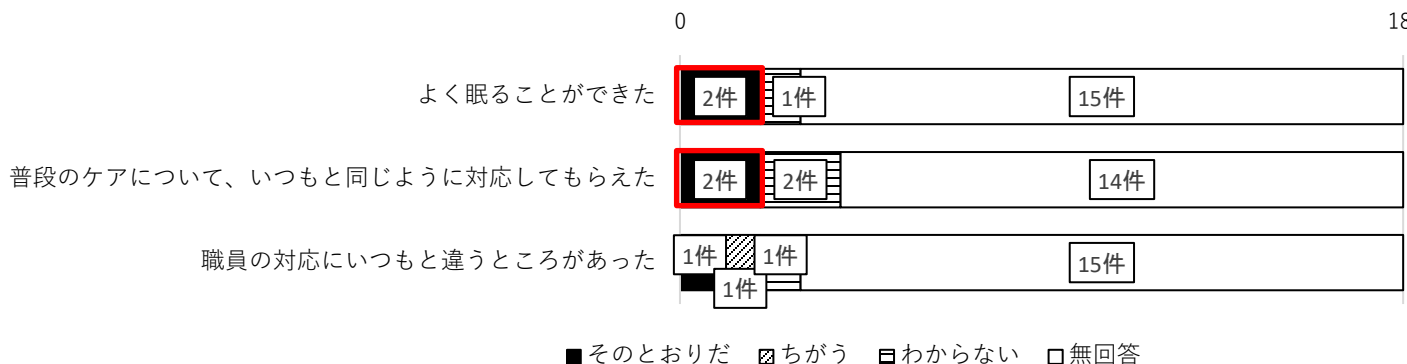 0 18
よく眠ることができた 2件 1件 15件
普段のケアについて、いつもと同じように対応してもらえた 2件 2件 14件
職員の対応にいつもと違うところがあった 1件 1件 1件 15件
そのとおりだ ちがう わからない 無回答